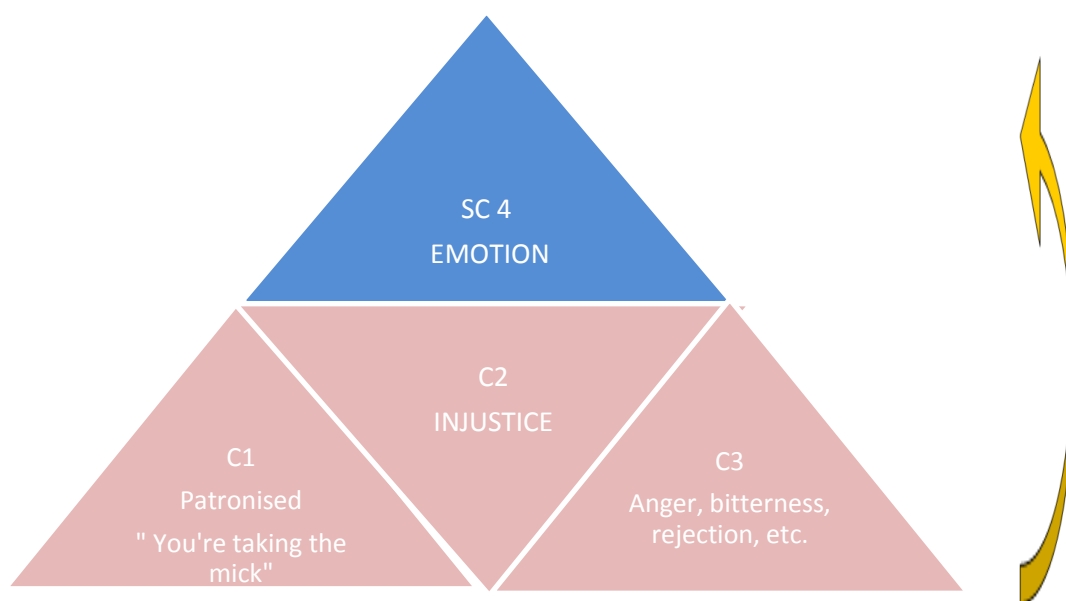 SC 4
EMOTION
C2
INJUSTICE
C1
Patronised
" You're taking the
mick"
C3
Anger, bitterness,
rejection, etc.